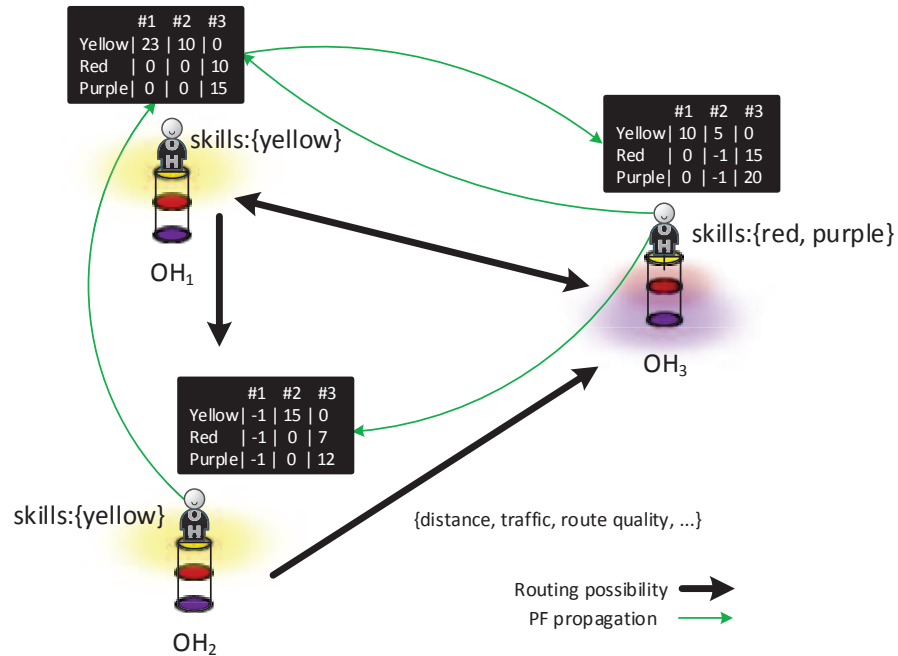 #1 #2 #3
Yellow| 23 | 10 | 0
Red | 0 | 0 | 10
Purple| 0 | 0 | 15
skills:{yellow}
OH
OH₁
#1 #2 #3
Yellow| 10 | 5 | 0
Red | 0 | -1 | 15
Purple| 0 | -1 | 20
skills:{red, purple}
OH
OH₃
#1 #2 #3
Yellow| -1 | 15 | 0
Red | -1 | 0 | 7
Purple| -1 | 0 | 12
skills:{yellow}
OH
OH₂
{distance, traffic, route quality, ...}
Routing possibility
PF propagation